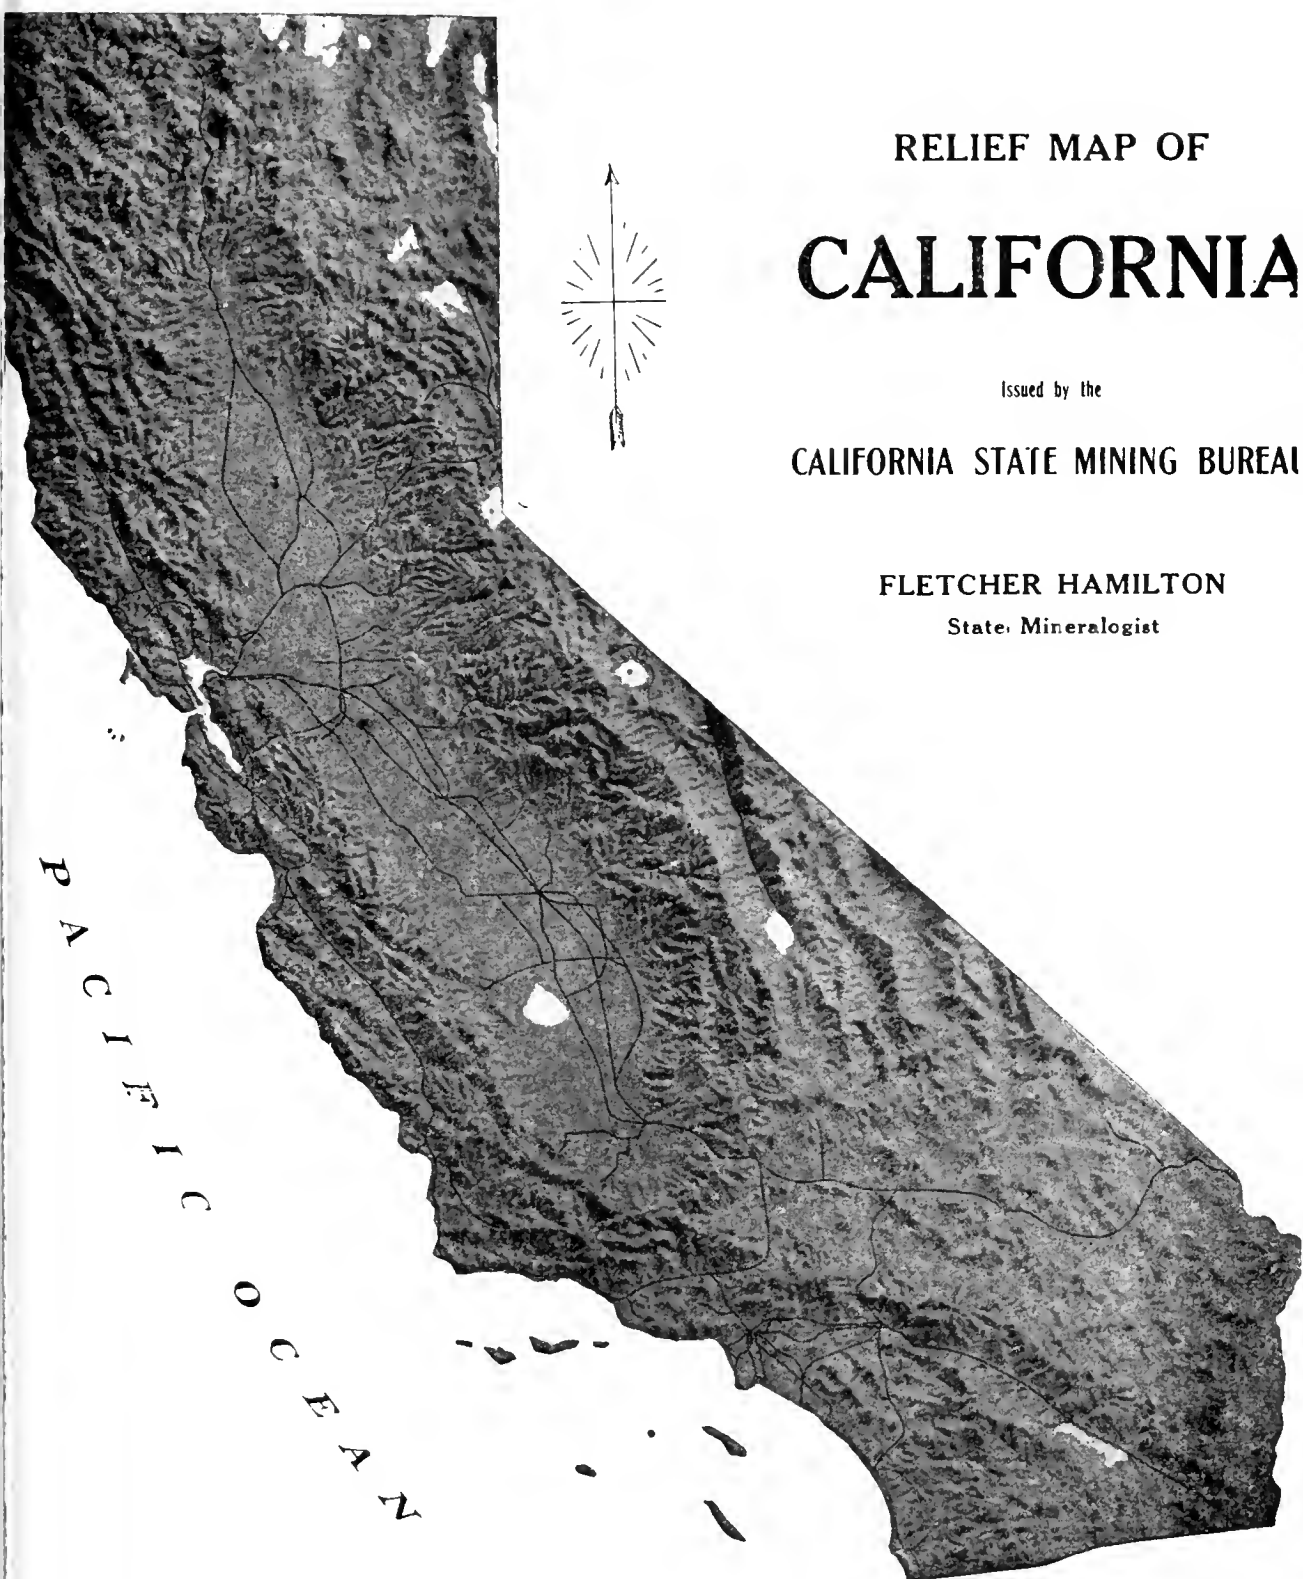 RELIEF MAP OF
CALIFORNIA
Issued by the
CALIFORNIA STATE MINING BUREAU
FLETCHER HAMILTON
State Mineralogist
PACIFIC OCEAN